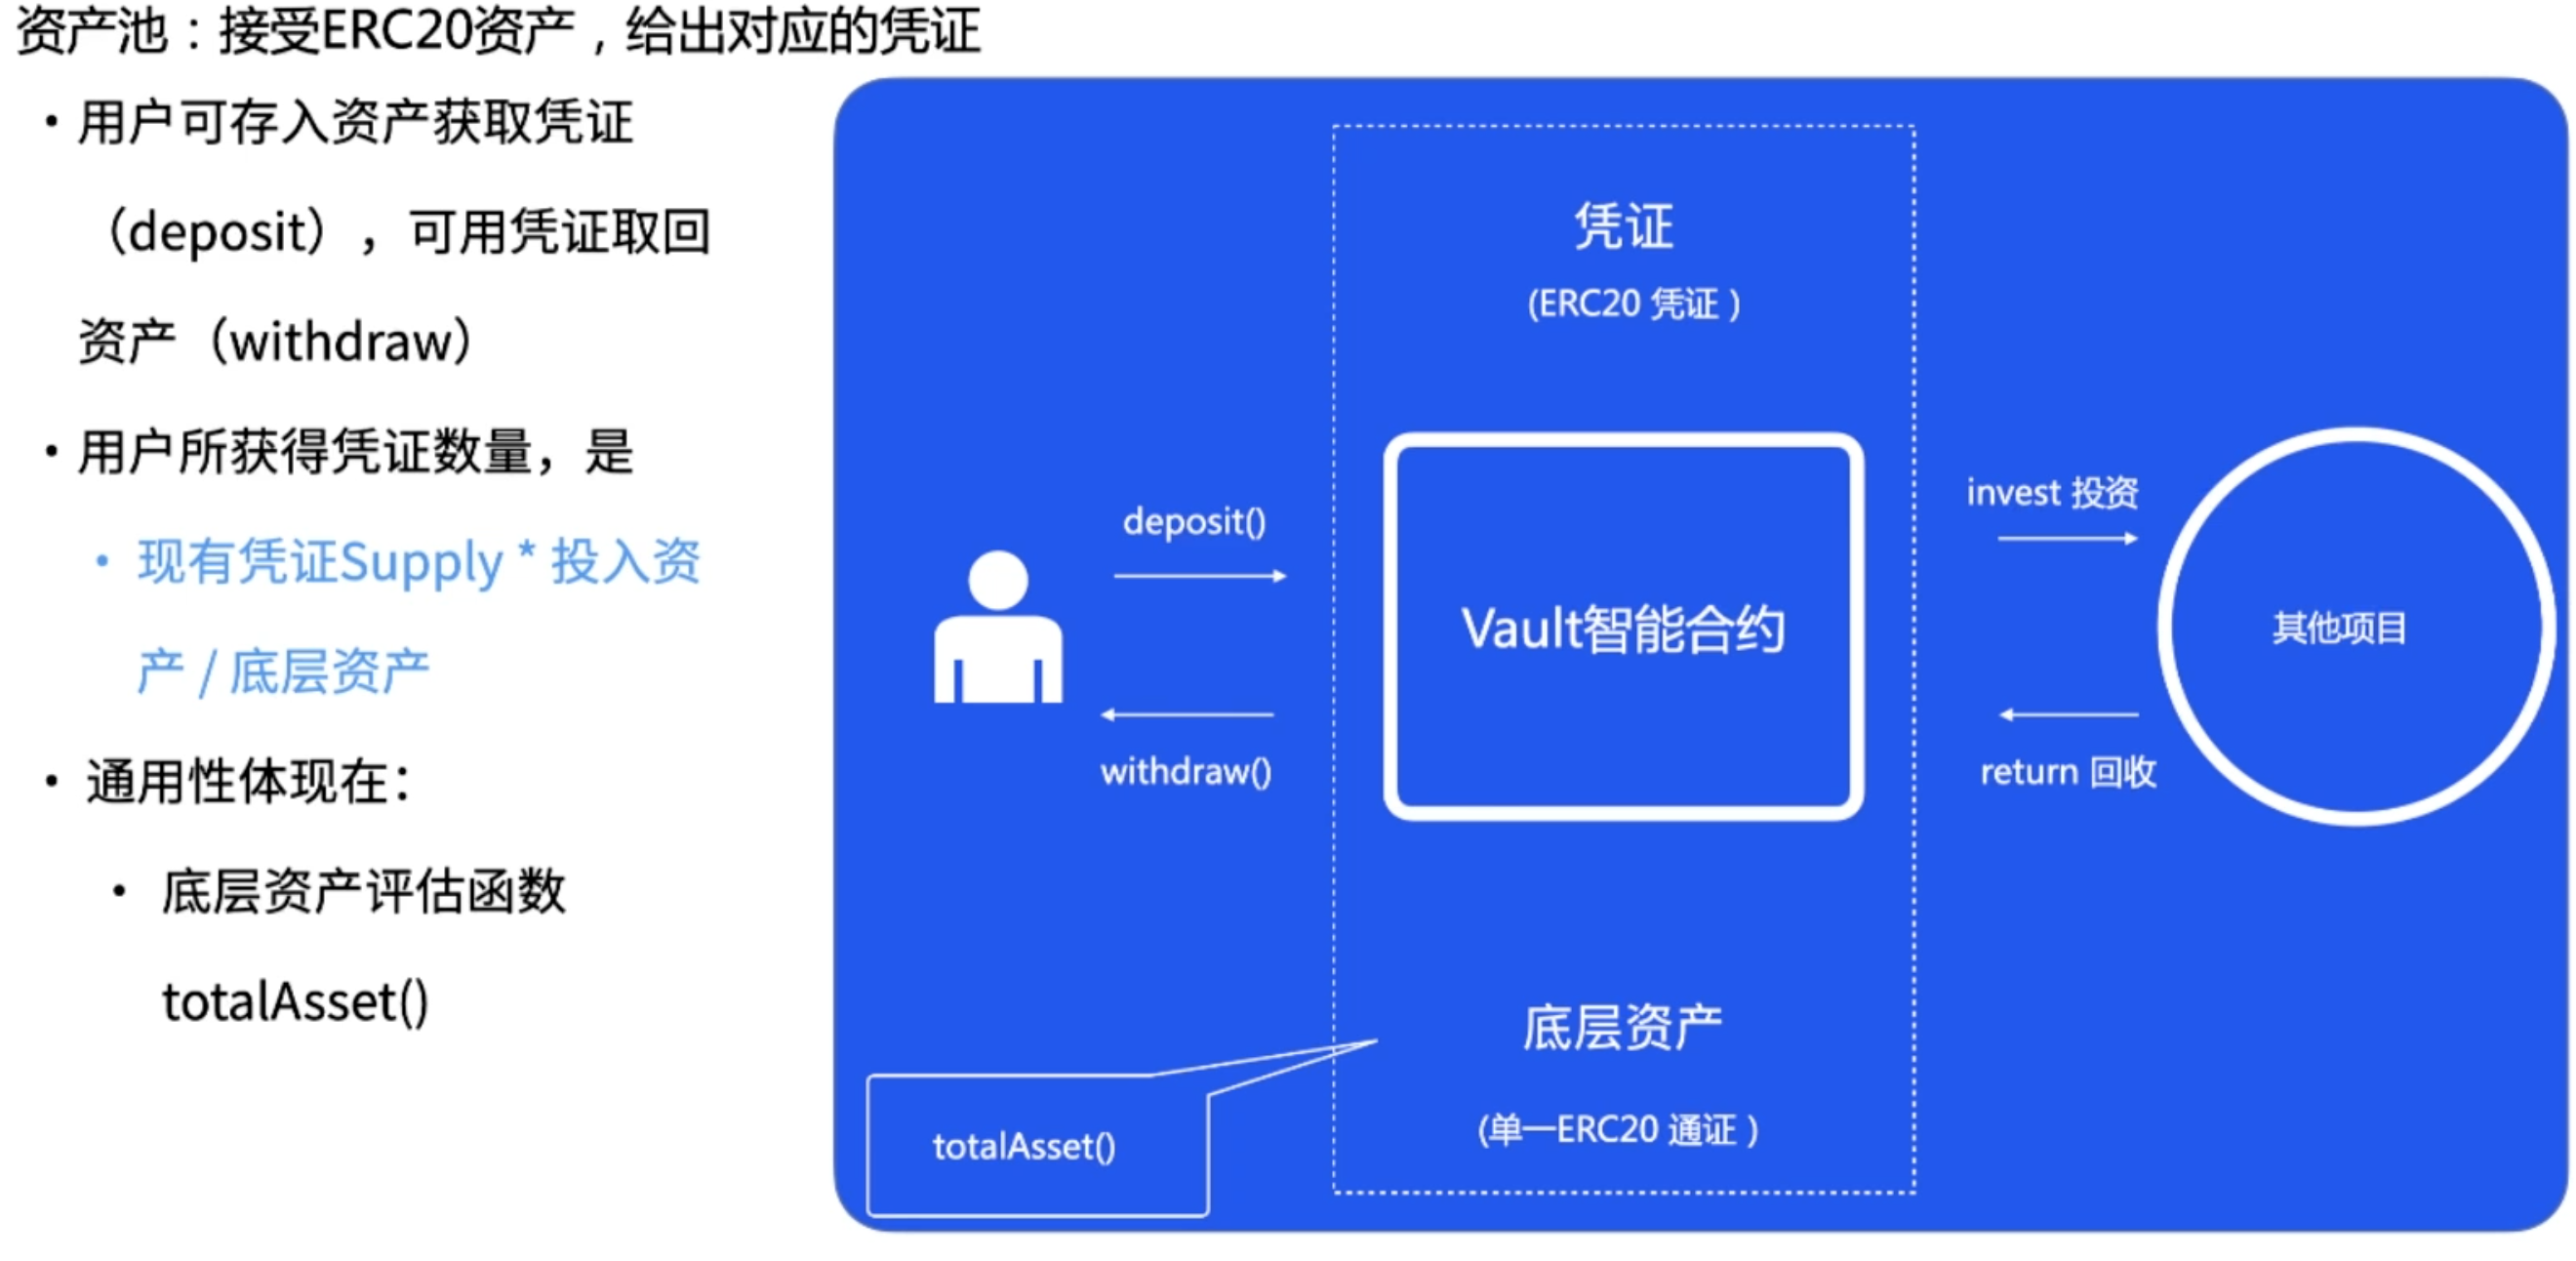 资产池：接受ERC20资产，给出对应的凭证
• 用户可存入资产获取凭证
（deposit），可用凭证取回
资产（withdraw）
• 用户所获得凭证数量，是
• 现有凭证Supply * 投入资
产 / 底层资产
• 通用性体现在：
• 底层资产评估函数
totalAsset()
凭证
(ERC20 凭证 )
deposit()
withdraw()
Vault智能合约
invest 投资
return 回收
其他项目
底层资产
(单一ERC20 通证 )
totalAsset()